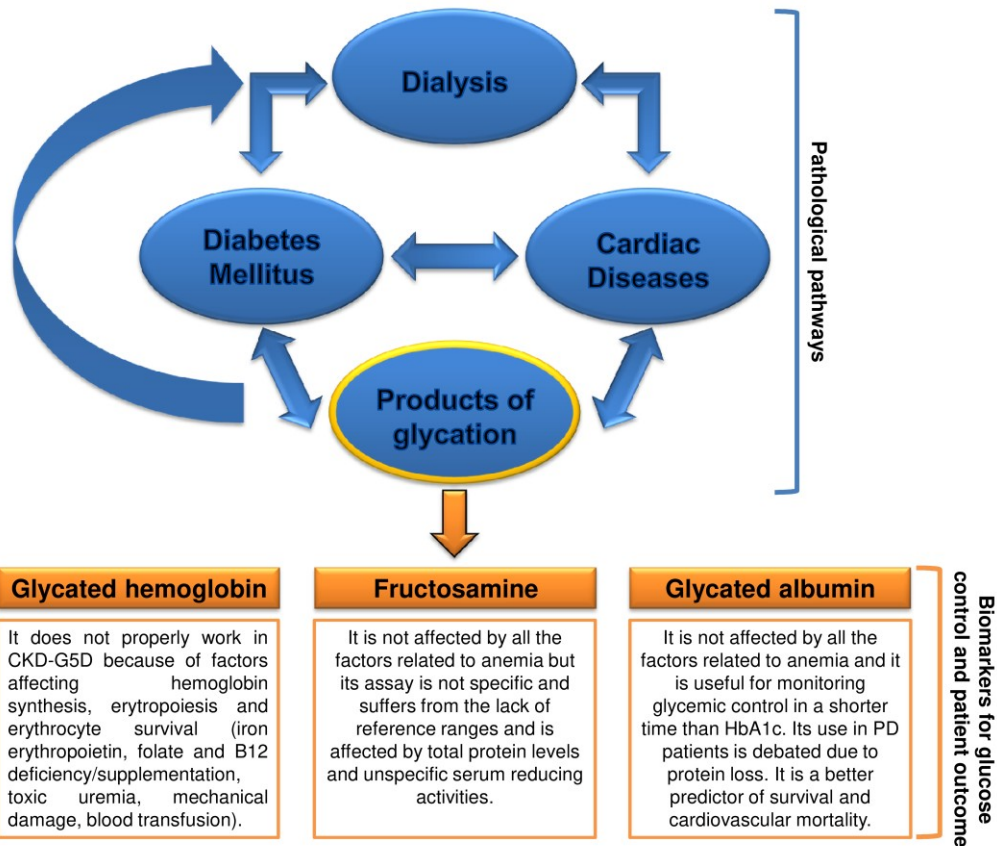 Dialysis
Diabetes
Mellitus
Cardiac
Diseases
Products of
glycation
Pathological pathways
Glycated hemoglobin
It does not properly work in
CKD-G5D because of factors
affecting hemoglobin
synthesis, erytropoiesis and
erythrocyte survival (iron
erythropoietin, folate and B12
deficiency/supplementation,
toxic uremia, mechanical
damage, blood transfusion).
Fructosamine
It is not affected by all the
factors related to anemia but
its assay is not specific and
suffers from the lack of
reference ranges and is
affected by total protein levels
and unspecific serum reducing
activities.
Glycated albumin
It is not affected by all the
factors related to anemia and it
is useful for monitoring
glycemic control in a shorter
time than HbA1c. Its use in PD
patients is debated due to
protein loss. It is a better
predictor of survival and
cardiovascular mortality.
Biomarkers for glucose
control and patient outcome